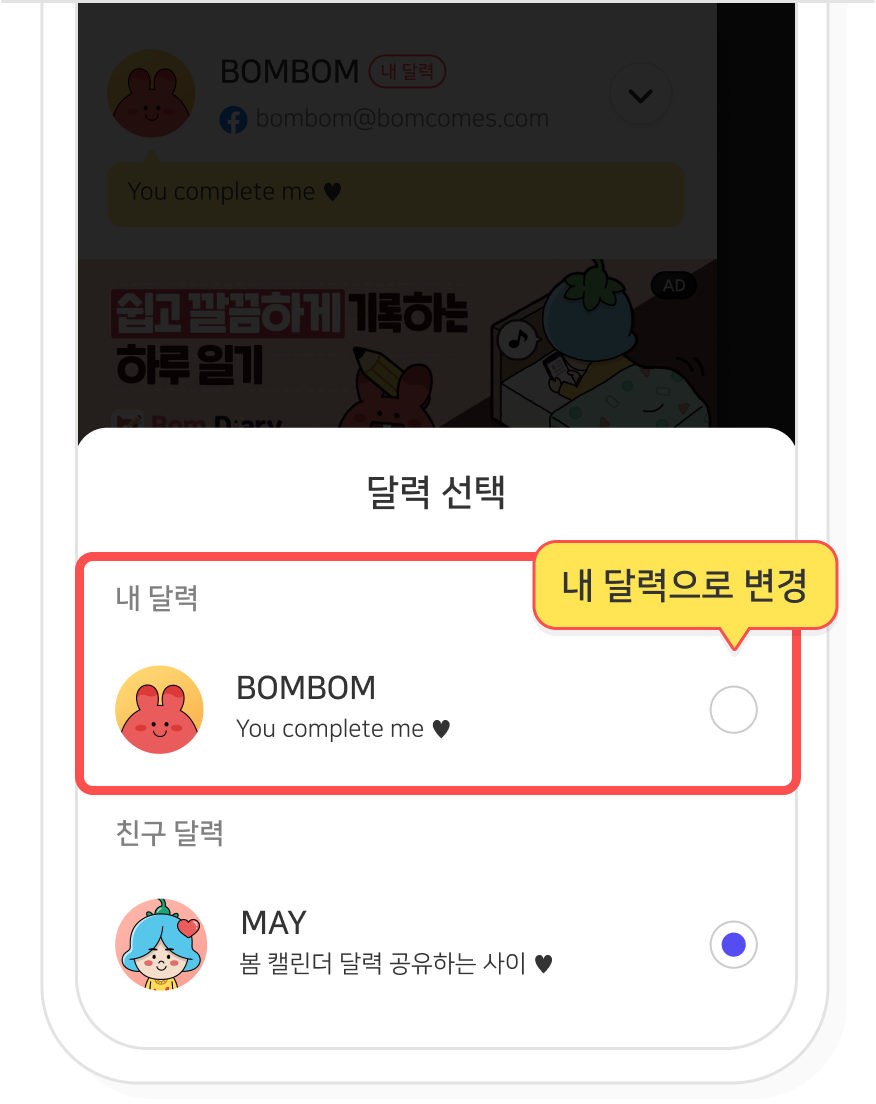 BOMBOM 내 달력
bombom@bomcomes.com
You complete me ♥
AD
쉽고 깔끔하게 기록하는
하루 일기
Bom Diary
달력 선택
내 달력으로 변경
내 달력
BOMBOM
You complete me ♥
친구 달력
MAY
봄 캘린더 달력 공유하는 사이 ♥